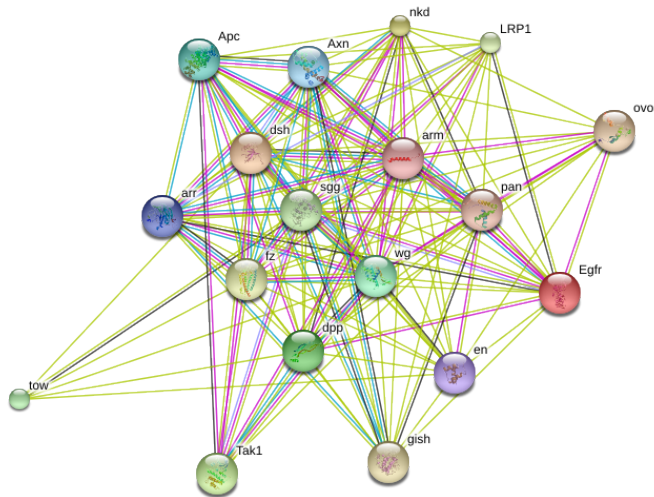 nkd
LRP1
Apc
Axn
ovo
dsh
arm
arr
sgg
pan
fz
wg
Egfr
dpp
en
tow
Tak1
gish